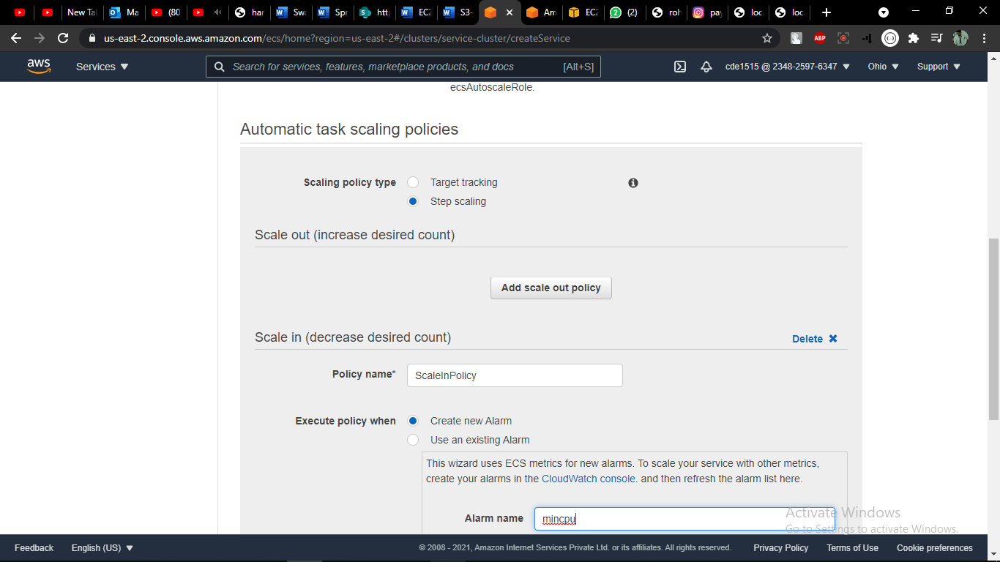 New Ta
Ma
(80
har
Sw
Spr
htt
EC2
S3-
Am
EC2
(2)
roh
pay
loc
loc
us-east-2.console.aws.amazon.com/ecs/home?region=us-east-2#/clusters/service-cluster/createService
ABP
aws
Services
Search for services, features, marketplace products, and docs
[Alt+S]
cde1515 @ 2348-2597-6347
Ohio
Support
ecsAutoscaleRole.
Automatic task scaling policies
Scaling policy type
Target tracking
Step scaling
Scale out (increase desired count)
Add scale out policy
Scale in (decrease desired count)
Delete
Policy name*
ScaleInPolicy
Execute policy when
Create new Alarm
Use an existing Alarm
This wizard uses ECS metrics for new alarms. To scale your service with other metrics,
create your alarms in the CloudWatch console. and then refresh the alarm list here.
Alarm name
mincpu
Activate Windows
Go to Settings to activate Windows.
Feedback
English (US)
© 2008 - 2021, Amazon Internet Services Private Ltd. or its affiliates. All rights reserved.
Privacy Policy
Terms of Use
Cookie preferences